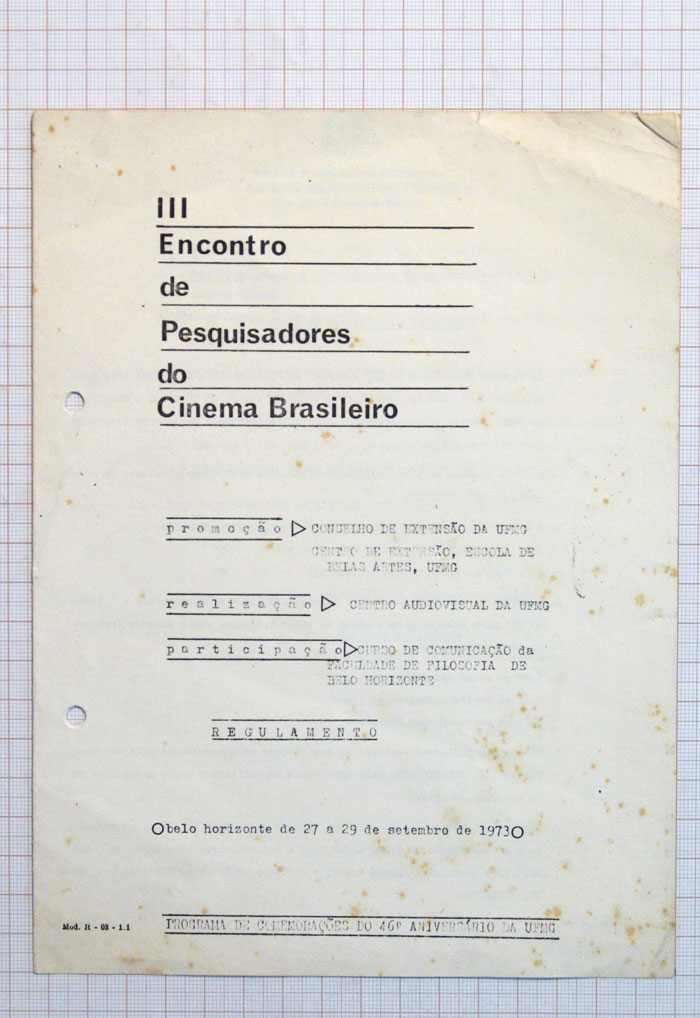 III
Encontro
de
Pesquisadores
do
Cinema Brasileiro
promoção ▷ CONSELHO DE EXTENSÃO DA UFMG
CENTRO DE EXTENSÃO, ESCOLA DE
BELAS ARTES, UFMG
realização ▷ CENTRO AUDIOVISUAL DA UFMG
participação ▷ CURSO DE COMUNICAÇÃO da
FACULDADE DE FILOSOFIA DE
BELO HORIZONTE
REGULAMENTO
belo horizonte de 27 a 29 de setembro de 1973
Mod. H - 03 - 1.1
PROGRAMA DE COMEMORAÇÕES DO 46º ANIVERSÁRIO DA UFMG